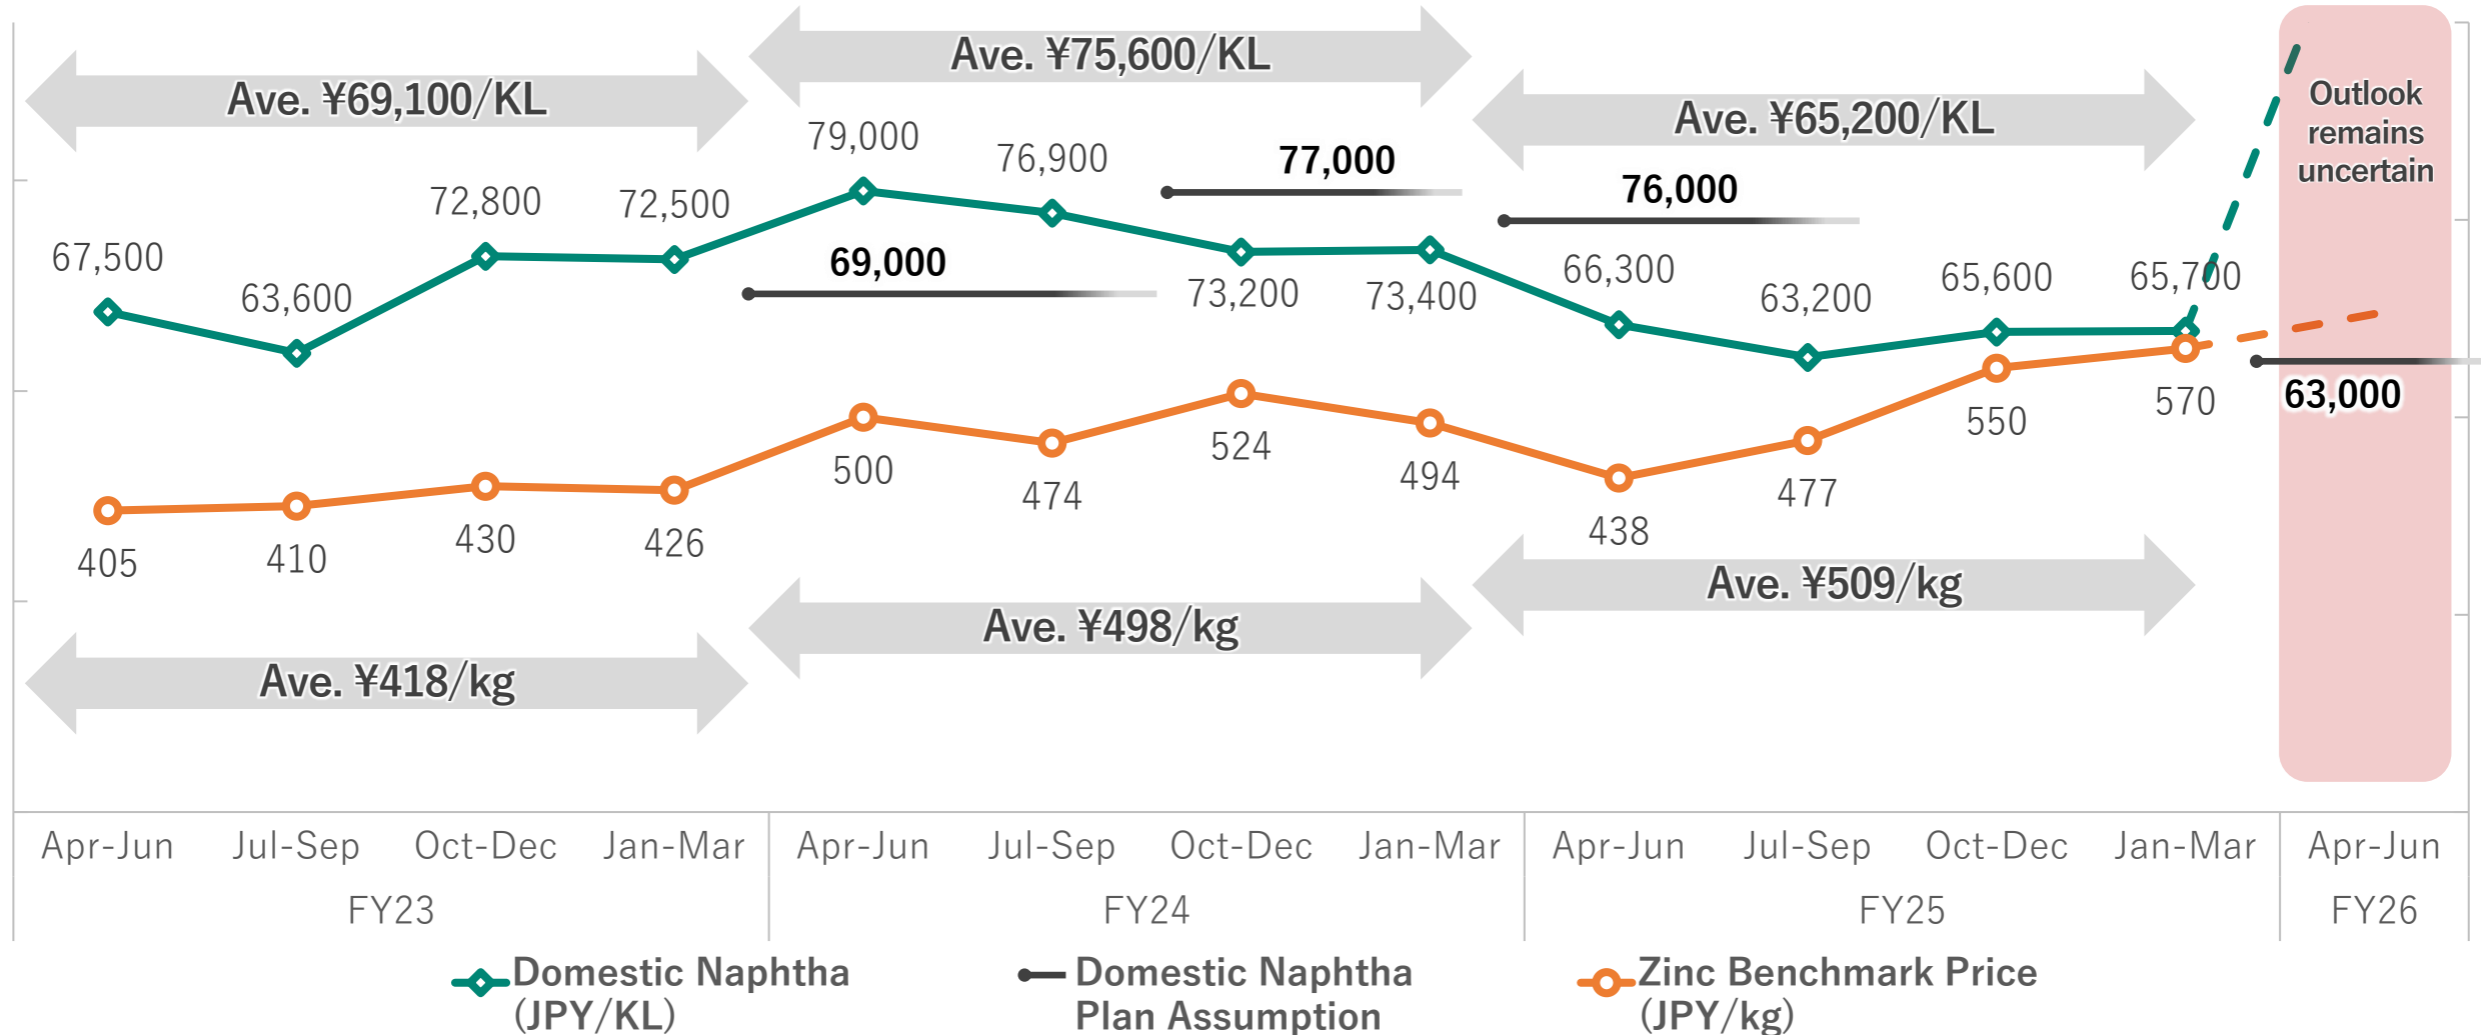 Ave. ¥69,100/KL
Ave. ¥75,600/KL
Ave. ¥65,200/KL
Outlook
remains
uncertain
67,500
63,600
72,800
72,500
79,000
76,900
73,200
73,400
66,300
63,200
65,600
65,700
69,000
77,000
76,000
63,000
405
410
430
426
500
474
524
494
438
477
550
570
Ave. ¥418/kg
Ave. ¥498/kg
Ave. ¥509/kg
Apr-Jun Jul-Sep Oct-Dec Jan-Mar Apr-Jun Jul-Sep Oct-Dec Jan-Mar Apr-Jun Jul-Sep Oct-Dec Jan-Mar Apr-Jun
FY23 FY24 FY25 FY26
Domestic Naphtha
(JPY/KL)
Domestic Naphtha
Plan Assumption
Zinc Benchmark Price
(JPY/kg)